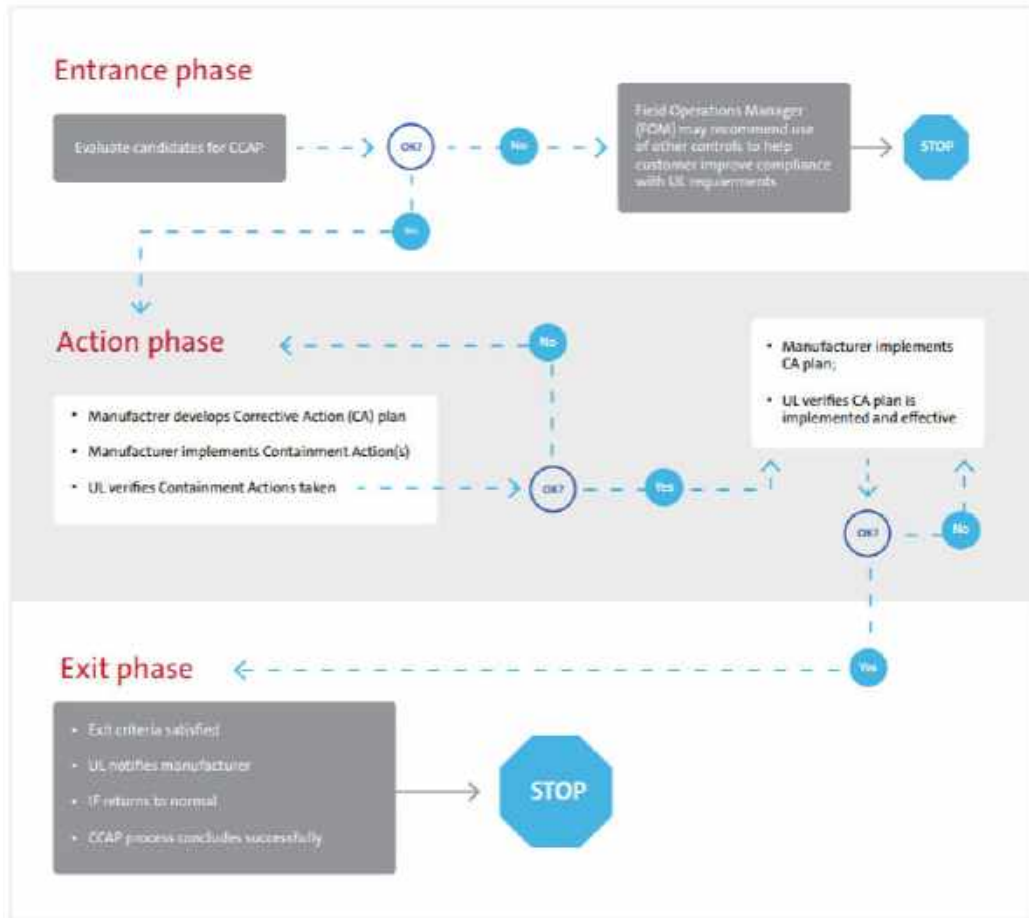 Entrance phase
Evaluate candidates for CCAP
OK?
No
Field Operations Manager
(FOM) may recommend use
of other controls to help
customer improve compliance
with UL requierments
STOP
Yes
Action phase
No
• Manufacturer implements
CA plan;
• UL verifies CA plan is
implemented and effective
• Manufactrer develops Corrective Action (CA) plan
• Manufacturer implements Containment Action(s)
• UL verifies Containment Actions taken
OK?
Yes
OK?
No
Exit phase
Yes
• Exit criteria satisfied
• UL notifies manufacturer
• IF returns to normal
• CCAP process concludes successfully
STOP